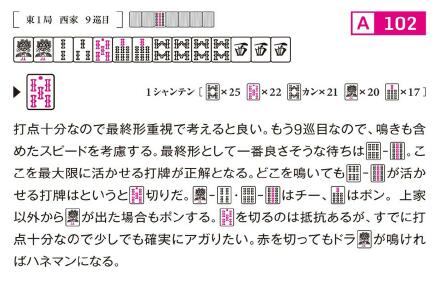 東1局 西家 9巡目
A 102
1シャンテン［×25 ×22 カン×21 ×20 ×17］
打点十分なので最終形重視で考えると良い。もう9巡目なので、鳴きも含
めたスピードを考慮する。最終形として一番良さそうな待ちは-。こ
こを最大限に活かせる打牌が正解となる。どこを鳴いても-が活か
せる打牌はというと切りだ。-・-はチー、はポン。上家
以外からが出た場合もポンする。を切るのは抵抗あるが、すでに打
点十分なので少しでも確実にアガりたい。赤を切ってもドラが鳴けれ
ばハネマンになる。